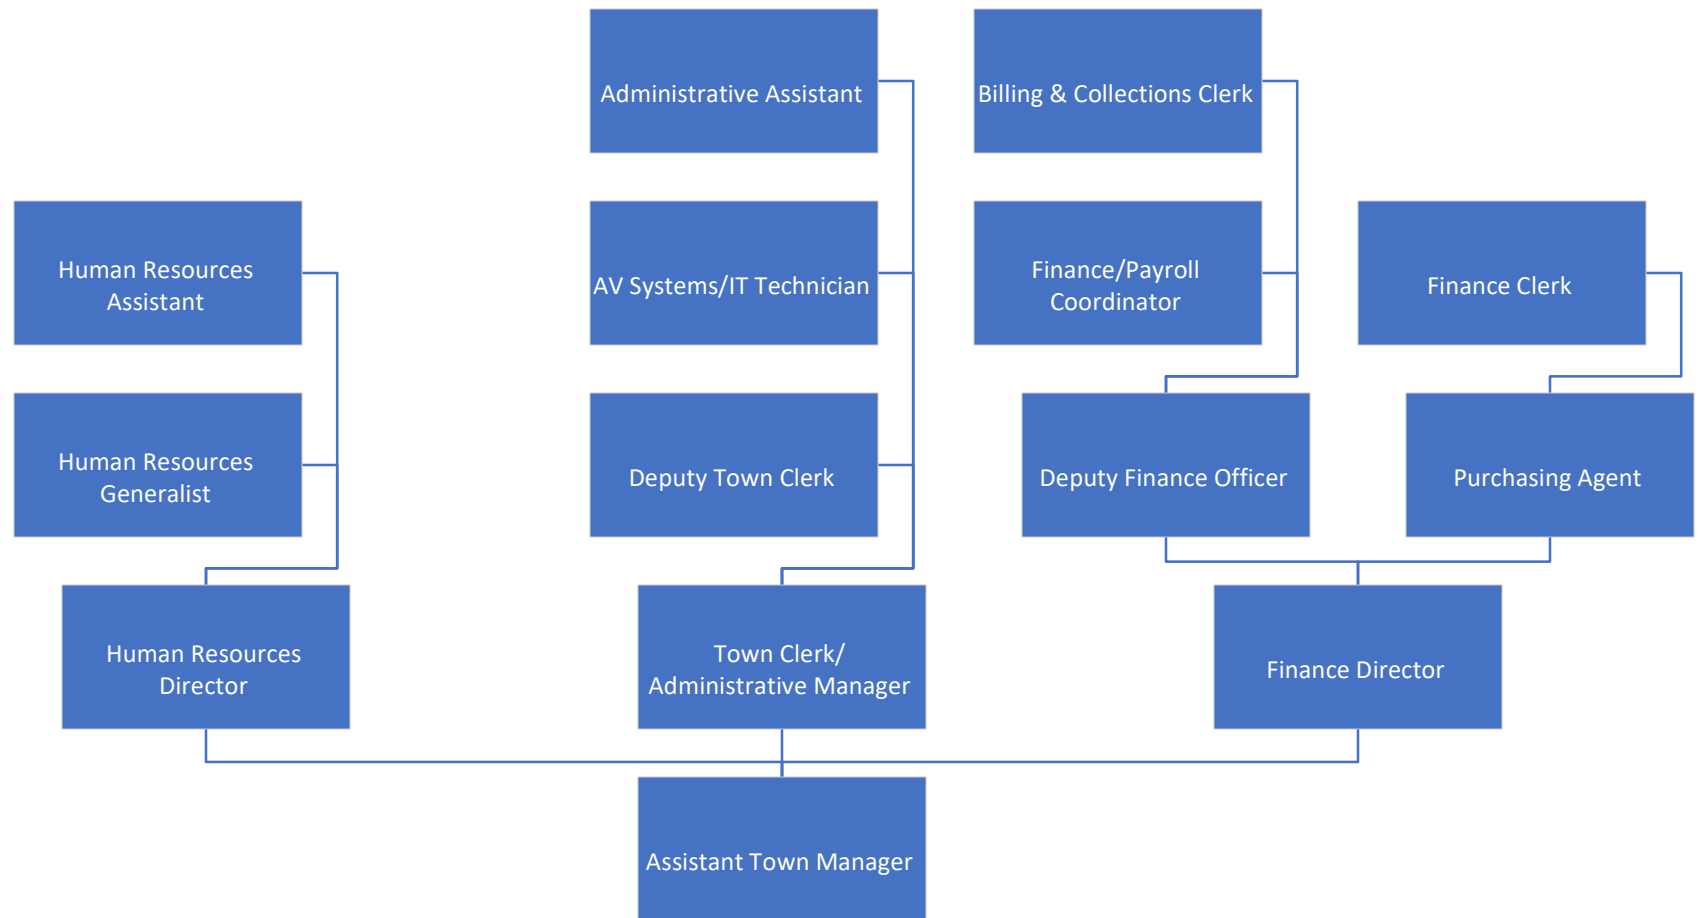 Administrative Assistant
Billing & Collections Clerk
Human Resources
Assistant
AV Systems/IT Technician
Finance/Payroll
Coordinator
Finance Clerk
Human Resources
Generalist
Deputy Town Clerk
Deputy Finance Officer
Purchasing Agent
Human Resources
Director
Town Clerk/
Administrative Manager
Finance Director
Assistant Town Manager